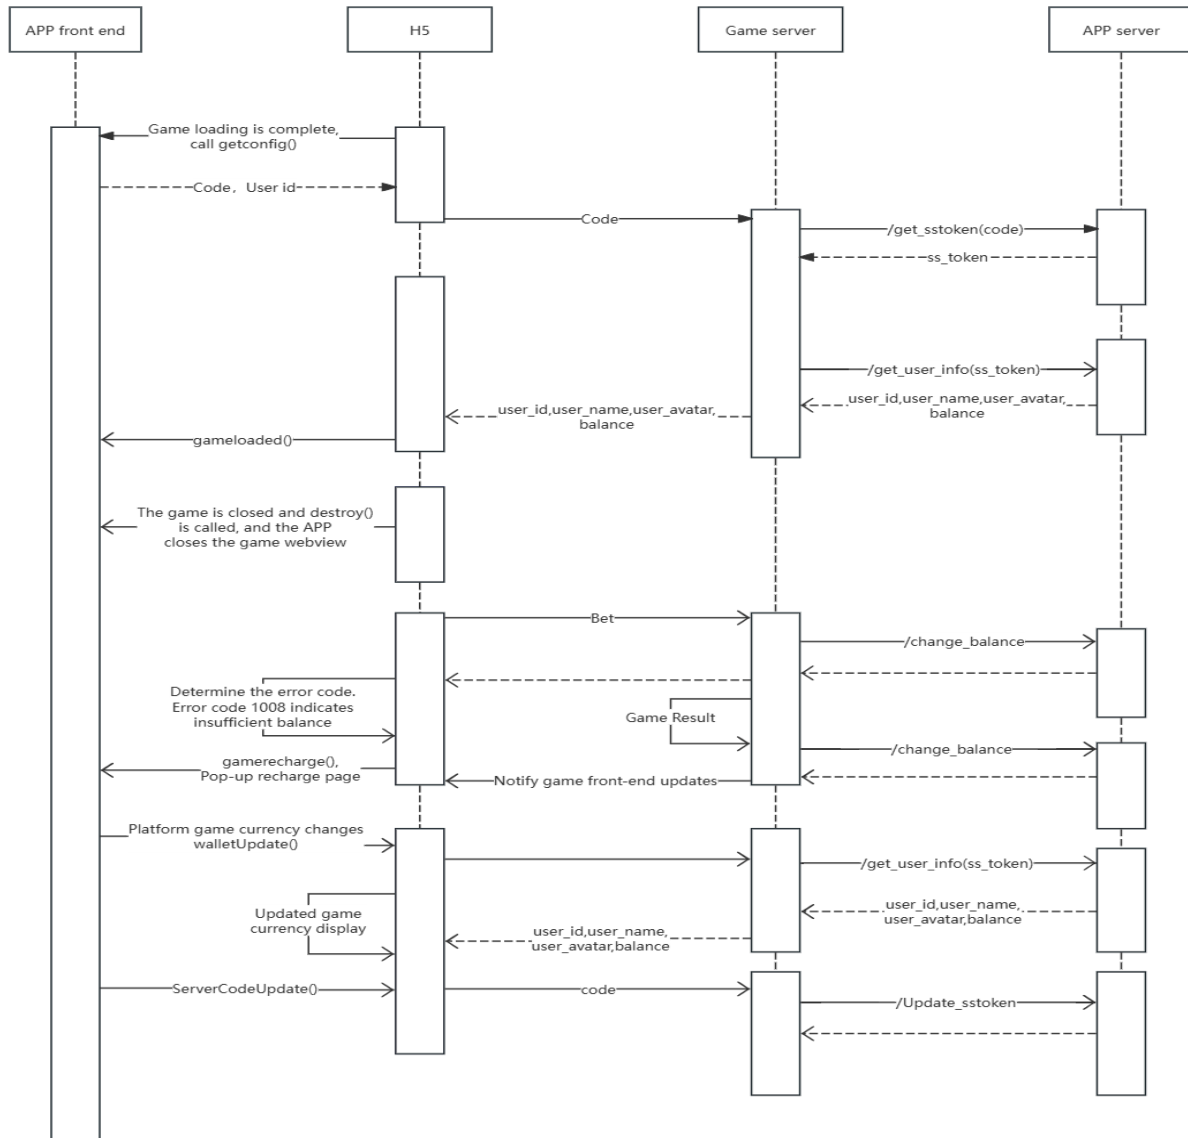 APP front end
H5
Game server
APP server
Game loading is complete,
call getconfig()
Code，User id
Code
/get_sstoken(code)
ss_token
/get_user_info(ss_token)
user_id,user_name,user_avatar,
balance
user_id,user_name,user_avatar,
balance
gameloaded()
The game is closed and destroy()
is called, and the APP
closes the game webview
Bet
/change_balance
Determine the error code.
Error code 1008 indicates
insufficient balance
Game Result
/change_balance
gamerecharge(),
Pop-up recharge page
Notify game front-end updates
Platform game currency changes
walletUpdate()
/get_user_info(ss_token)
Updated game
currency display
user_id,user_name,
user_avatar,balance
user_id,user_name,
user_avatar,balance
ServerCodeUpdate()
code
/Update_sstoken